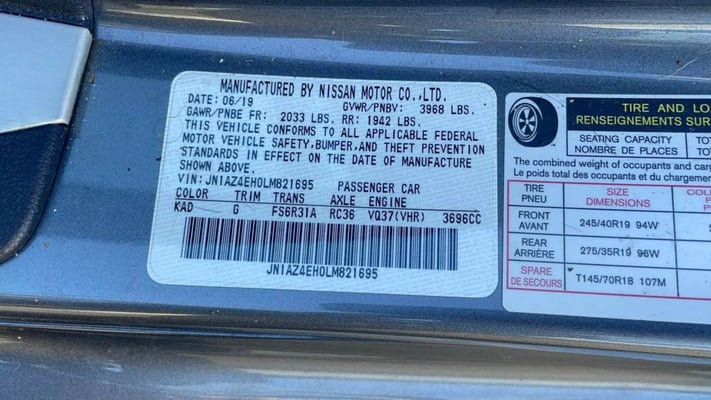 MANUFACTURED BY NISSAN MOTOR CO.,LTD.
DATE: 06/19 GVWR/PNBV: 3968 LBS.
GAWR/PNBE FR: 2033 LBS. RR: 1942 LBS.
THIS VEHICLE CONFORMS TO ALL APPLICABLE FEDERAL
MOTOR VEHICLE SAFETY, BUMPER, AND THEFT PREVENTION
STANDARDS IN EFFECT ON THE DATE OF MANUFACTURE
SHOWN ABOVE.
VIN: JN1AZ4EH0LM821695 PASSENGER CAR
COLOR TRIM TRANS AXLE ENGINE
KAD G FS6R31A RC36 VQ37(VHR) 3696CC
JN1AZ4EH0LM821695
TIRE AND LO
RENSEIGNEMENTS SUR
SEATING CAPACITY TOT
NOMBRE DE PLACES TOT
The combined weight of occupants and carg
Le poids total des occupants et du chargemen
TIRE SIZE
PNEU DIMENSIONS
FRONT
AVANT 245/40R19 94W
REAR
ARRIÈRE 275/35R19 96W
SPARE
DE SECOURS T145/70R18 107M